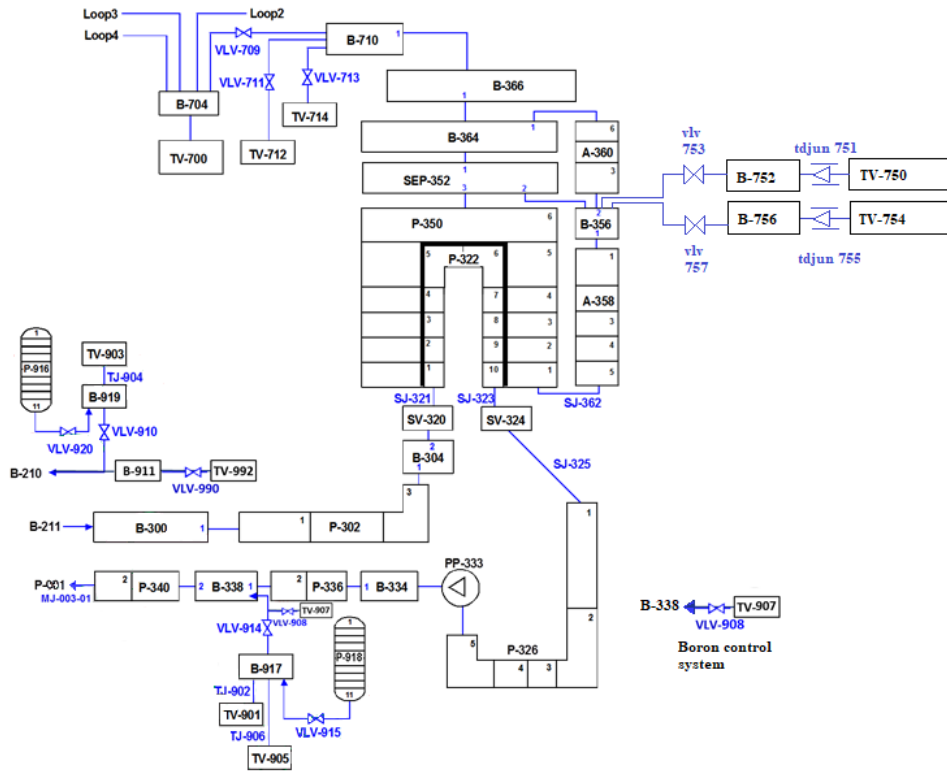 Loop3
Loop2
Loop4
VLV-709
B-710
1
VLV-711
VLV-713
B-704
TV-714
TV-700
TV-712
B-366
1
1
B-364
6
A-360
3
1
SEP-352
2
3
2
B-356
1
vlv
753
tdjun 751
B-752
TV-750
B-756
TV-754
vlv
757
tdjun 755
P-350
6
5
P-322
6
5
4
7
4
3
8
3
2
9
2
1
10
1
1
A-358
3
4
5
SJ-321
SJ-323
SJ-362
SV-320
SV-324
2
B-304
1
SJ-325
1
P-916
11
TV-903
TJ-904
B-919
VLV-910
VLV-920
B-210
B-911
TV-992
VLV-990
3
B-211
B-300
1
1
P-302
1
2
PP-333
P-001
MJ-003-01
2
P-340
2
B-338
1
2
P-336
1
B-334
TV-907
VLV-908
VLV-914
1
P-918
11
B-917
TJ-902
TV-901
TJ-906
TV-905
VLV-915
5
P-326
4
3
B-338
TV-907
VLV-908
Boron control
system